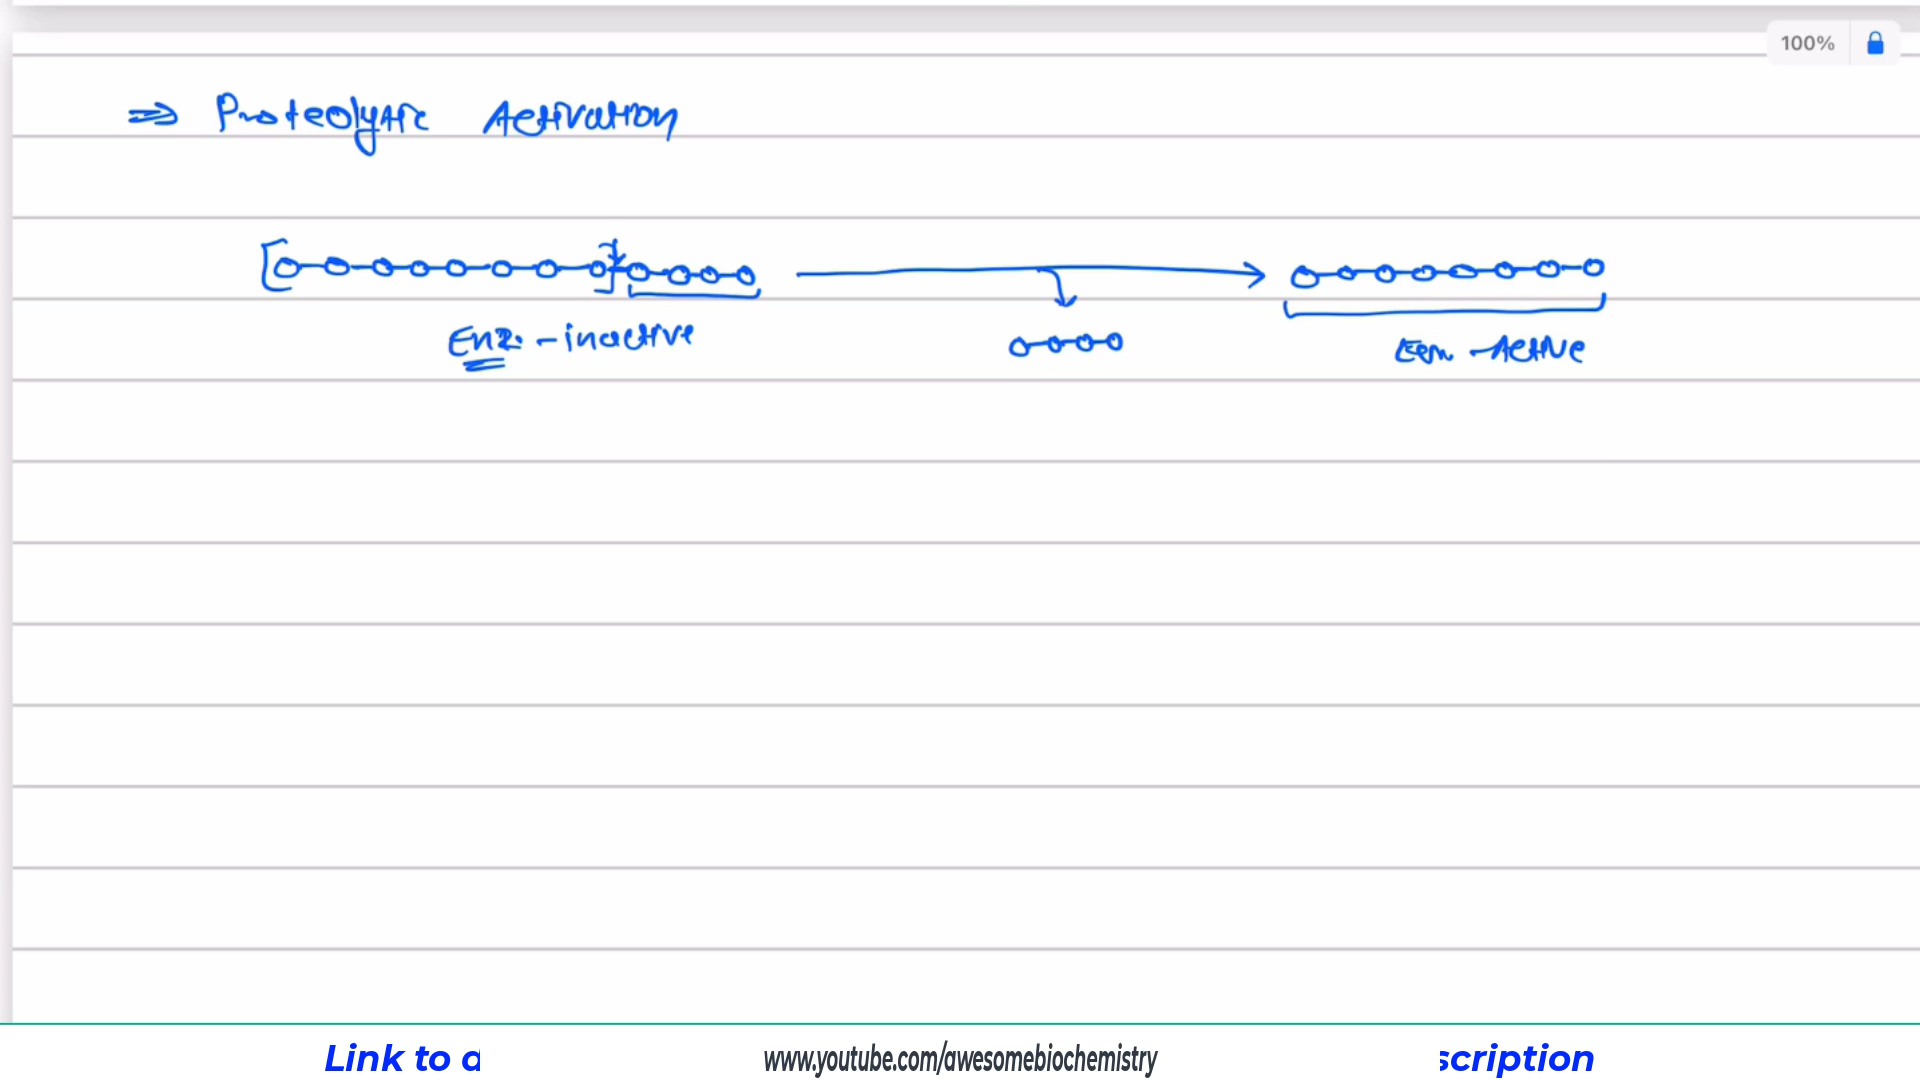 100%
⇒ Proteolytic Activation
Enz. - inactive
Enz - Active
Link to d
www.youtube.com/awesomebiochemistry
scription